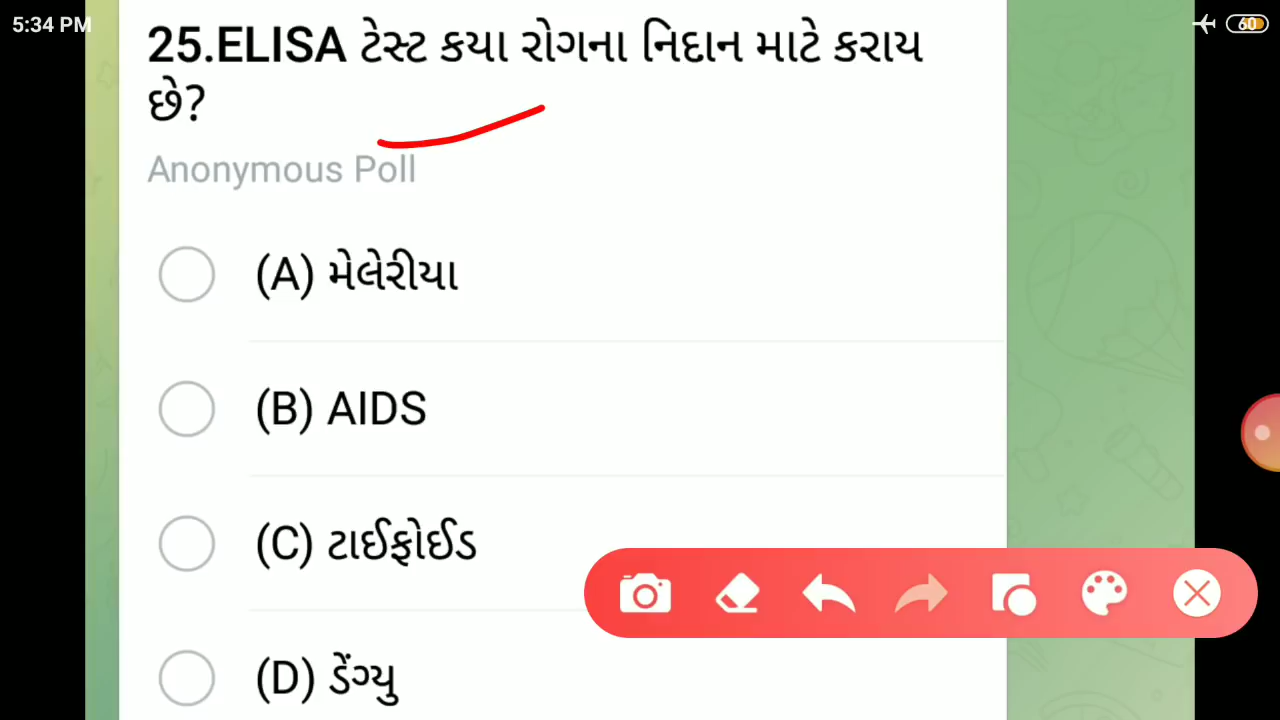 5:34 PM
60
25.ELISA ટેસ્ટ કયા રોગના નિદાન માટે કરાય
છે?
Anonymous Poll
(A) મેલેરીયા
(B) AIDS
(C) ટાઈફોઈડ
(D) ડેંગ્યુ